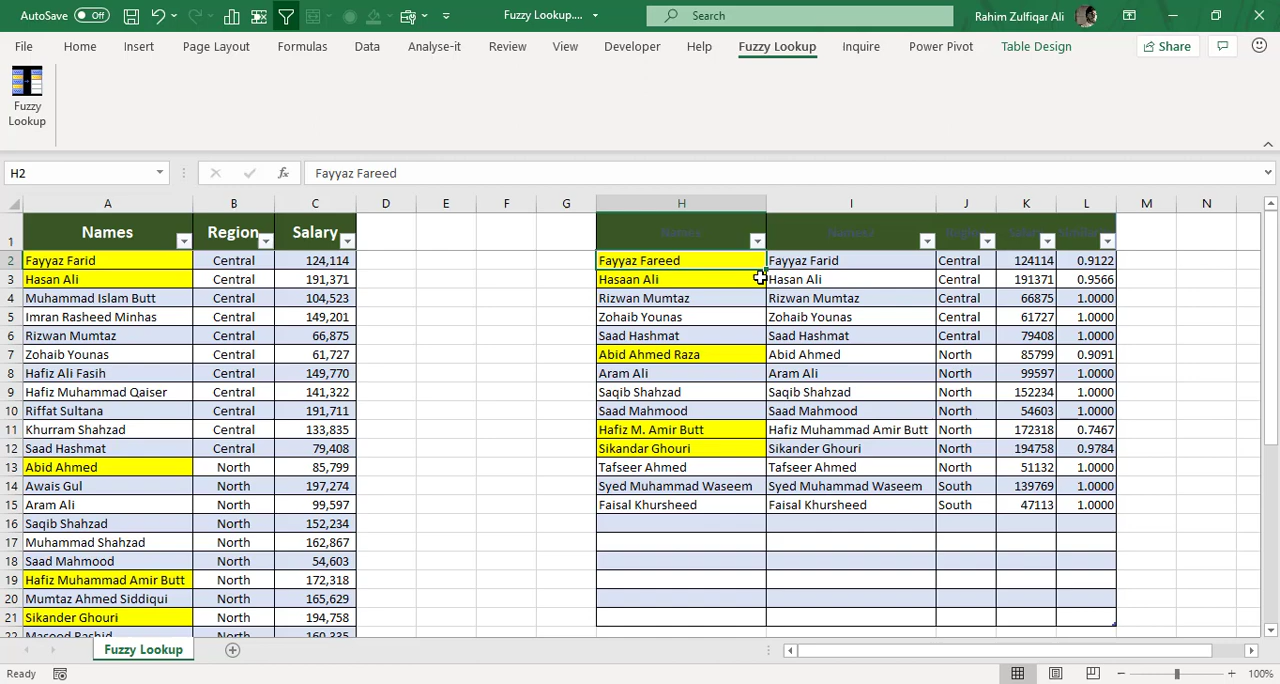 AutoSave Off Fuzzy Lookup.... Search Rahim Zulfiqar Ali
File Home Insert Page Layout Formulas Data Analyse-it Review View Developer Help Fuzzy Lookup Inquire Power Pivot Table Design Share
Fuzzy
Lookup
H2 fx Fayyaz Fareed
A B C D E F G H I J K L M N
1 Names Region Salary Names
2 Fayyaz Farid Central 124,114 Fayyaz Fareed Fayyaz Farid Central 124114 0.9122
3 Hasan Ali Central 191,371 Hasaan Ali Hasan Ali Central 191371 0.9566
4 Muhammad Islam Butt Central 104,523 Rizwan Mumtaz Rizwan Mumtaz Central 66875 1.0000
5 Imran Rasheed Minhas Central 149,201 Zohaib Younas Zohaib Younas Central 61727 1.0000
6 Rizwan Mumtaz Central 66,875 Saad Hashmat Saad Hashmat Central 79408 1.0000
7 Zohaib Younas Central 61,727 Abid Ahmed Raza Abid Ahmed North 85799 0.9091
8 Hafiz Ali Fasih Central 149,770 Aram Ali Aram Ali North 99597 1.0000
9 Hafiz Muhammad Qaiser Central 141,322 Saqib Shahzad Saqib Shahzad North 152234 1.0000
10 Riffat Sultana Central 191,711 Saad Mahmood Saad Mahmood North 54603 1.0000
11 Khurram Shahzad Central 133,835 Hafiz M. Amir Butt Hafiz Muhammad Amir Butt North 172318 0.7467
12 Saad Hashmat Central 79,408 Sikandar Ghouri Sikander Ghouri North 194758 0.9784
13 Abid Ahmed North 85,799 Tafseer Ahmed Tafseer Ahmed North 51132 1.0000
14 Awais Gul North 197,274 Syed Muhammad Waseem Syed Muhammad Waseem South 139769 1.0000
15 Aram Ali North 99,597 Faisal Khursheed Faisal Khursheed South 47113 1.0000
16 Saqib Shahzad North 152,234
17 Muhammad Shahzad North 162,867
18 Saad Mahmood North 54,603
19 Hafiz Muhammad Amir Butt North 172,318
20 Mumtaz Ahmed Siddiqui North 165,629
21 Sikander Ghouri North 194,758
22 Masood Rashid North 160,335
Fuzzy Lookup
Ready 100%